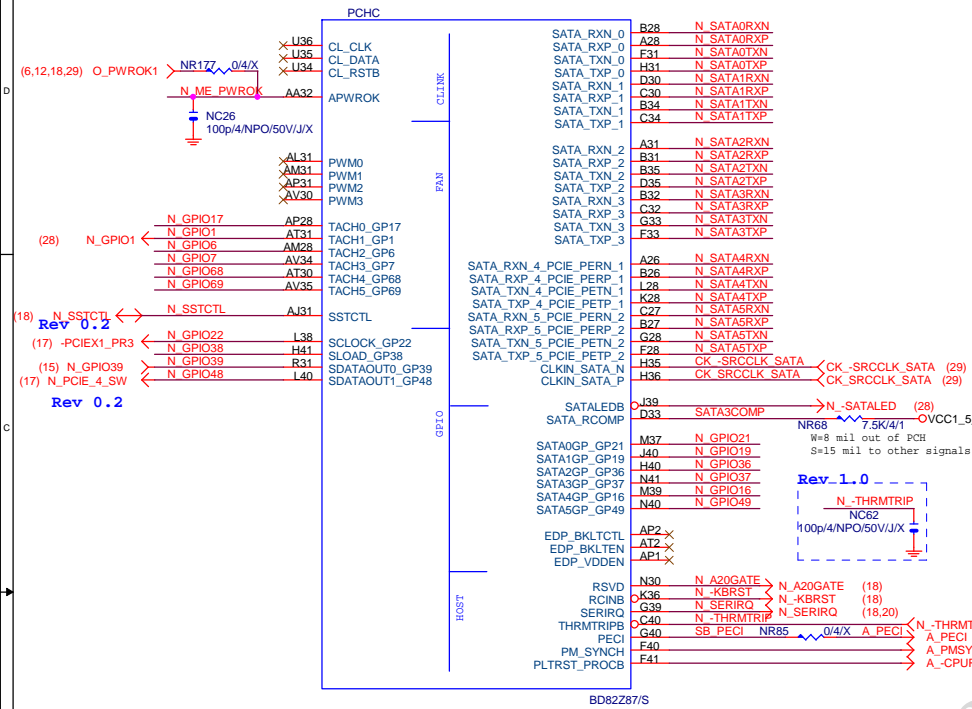 PCHC
D
C
(6,12,18,29) O_PWROK1
NR177 0/4/X
N_ME_PWROK
NC26
100p/4/NPO/50V/J/X
U36 CL_CLK
U35 CL_DATA
U34 CL_RSTB
AA32 APWROK
CLINK
AL31 PWM0
AM31 PWM1
AP31 PWM2
AV30 PWM3
FAN
N_GPIO17 AP28 TACH0_GP17
(28) N_GPIO1 N_GPIO1 AT31 TACH1_GP1
N_GPIO6 AM28 TACH2_GP6
N_GPIO7 AV34 TACH3_GP7
N_GPIO68 AT30 TACH4_GP68
N_GPIO69 AV35 TACH5_GP69
(18) N_SSTCTL N_SSTCTL AJ31 SSTCTL
Rev 0.2
(17) -PCIEX1_PR3 N_GPIO22 L38 SCLOCK_GP22
N_GPIO38 H41 SLOAD_GP38
(15) N_GPIO39 N_GPIO39 R31 SDATAOUT0_GP39
(17) N_PCIE_4_SW N_GPIO48 L40 SDATAOUT1_GP48
Rev 0.2
GPIO
HOST
SATA_RXN_0 B28 N_SATA0RXN
SATA_RXP_0 A28 N_SATA0RXP
SATA_TXN_0 F31 N_SATA0TXN
SATA_TXP_0 H31 N_SATA0TXP
SATA_RXN_1 D30 N_SATA1RXN
SATA_RXP_1 C30 N_SATA1RXP
SATA_TXN_1 B34 N_SATA1TXN
SATA_TXP_1 C34 N_SATA1TXP
SATA_RXN_2 A31 N_SATA2RXN
SATA_RXP_2 B31 N_SATA2RXP
SATA_TXN_2 B35 N_SATA2TXN
SATA_TXP_2 D35 N_SATA2TXP
SATA_RXN_3 B32 N_SATA3RXN
SATA_RXP_3 C32 N_SATA3RXP
SATA_TXN_3 G33 N_SATA3TXN
SATA_TXP_3 F33 N_SATA3TXP
SATA_RXN_4_PCIE_PERN_1 A26 N_SATA4RXN
SATA_RXP_4_PCIE_PERP_1 B26 N_SATA4RXP
SATA_TXN_4_PCIE_PETN_1 L28 N_SATA4TXN
SATA_TXP_4_PCIE_PETP_1 K28 N_SATA4TXP
SATA_RXN_5_PCIE_PERN_2 C27 N_SATA5RXN
SATA_RXP_5_PCIE_PERP_2 B27 N_SATA5RXP
SATA_TXN_5_PCIE_PETN_2 G28 N_SATA5TXN
SATA_TXP_5_PCIE_PETP_2 F28 N_SATA5TXP
CLKIN_SATA_N H35 CK_-SRCCLK_SATA CK_-SRCCLK_SATA (29)
CLKIN_SATA_P H36 CK_SRCCLK_SATA CK_SRCCLK_SATA (29)
SATALEDB J39 N_-SATALED (28)
SATA_RCOMP D33 SATA3COMP NR68 7.5K/4/1 VCC1_5
W=8 mil out of PCH
S=15 mil to other signals
SATA0GP_GP21 M37 N_GPIO21
SATA1GP_GP19 J40 N_GPIO19
SATA2GP_GP36 H40 N_GPIO36
SATA3GP_GP37 N41 N_GPIO37
SATA4GP_GP16 M39 N_GPIO16
SATA5GP_GP49 N40 N_GPIO49
Rev 1.0
N_-THRMTRIP
NC62
100p/4/NPO/50V/J/X
EDP_BKLTCTL AP2
EDP_BKLTEN AT2
EDP_VDDEN AP1
RSVD N30 N_A20GATE N_A20GATE (18)
RCINB K36 N_-KBRST N_-KBRST (18)
SERIRQ G39 N_SERIRQ N_SERIRQ (18,20)
THRMTRIPB C40 N_-THRMTRIP N_-THRMT
PECI G40 SB_PECI NR85 0/4/X A_PECI A_PECI
PM_SYNCH F40 A_PMSY
PLTRST_PROCB F41 A_-CPUR
BD82Z87/S